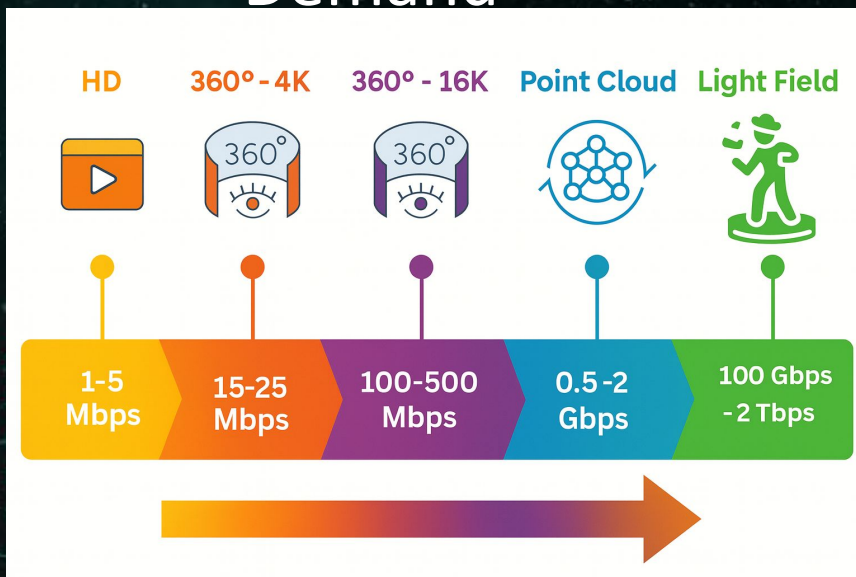 Demand
HD
360° - 4K
360° - 16K
Point Cloud
Light Field
360°
360°
1-5
Mbps
15-25
Mbps
100-500
Mbps
0.5-2
Gbps
100 Gbps
-2 Tbps